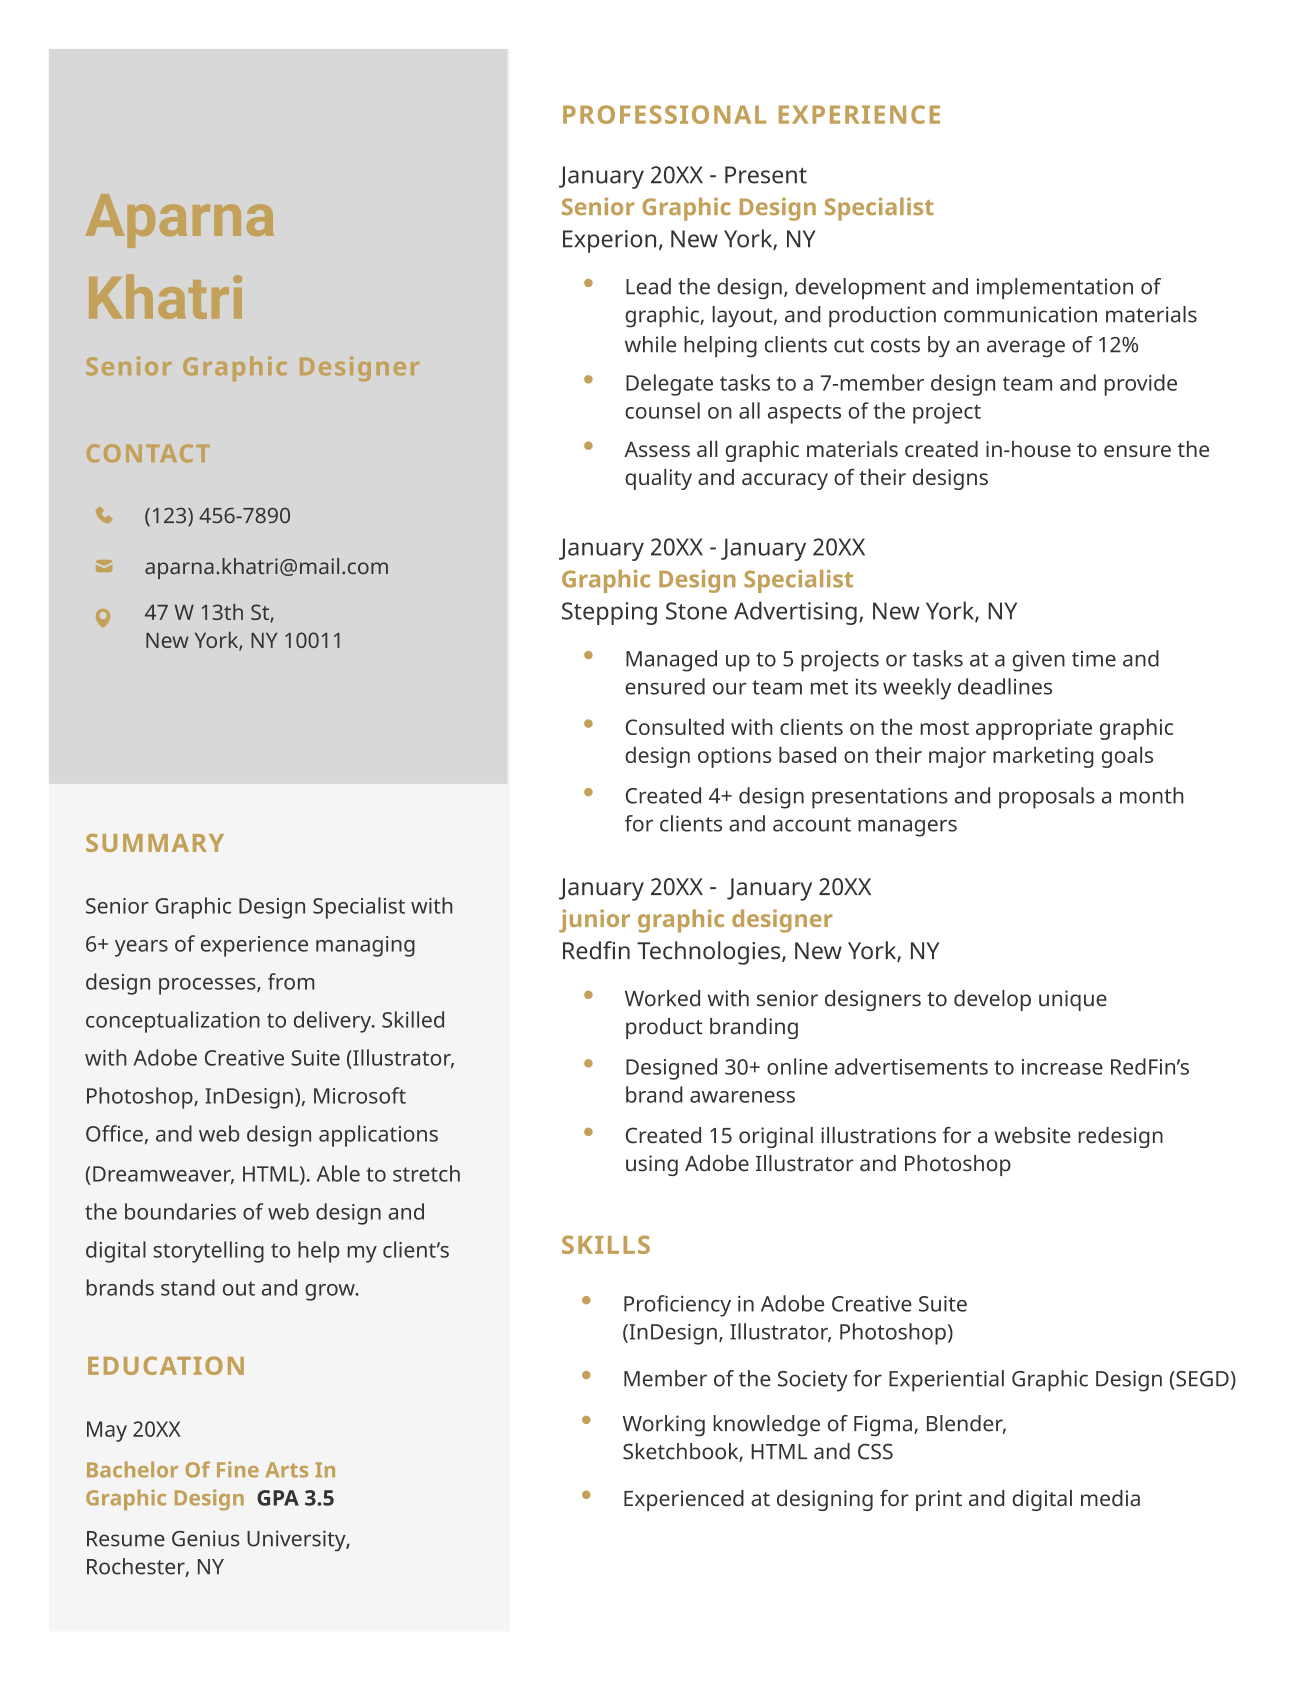 Aparna
Khatri
Senior Graphic Designer
CONTACT
(123) 456-7890
aparna.khatri@mail.com
47 W 13th St,
New York, NY 10011
SUMMARY
Senior Graphic Design Specialist with
6+ years of experience managing
design processes, from
conceptualization to delivery. Skilled
with Adobe Creative Suite (Illustrator,
Photoshop, InDesign), Microsoft
Office, and web design applications
(Dreamweaver, HTML). Able to stretch
the boundaries of web design and
digital storytelling to help my client’s
brands stand out and grow.
EDUCATION
May 20XX
Bachelor Of Fine Arts In
Graphic Design GPA 3.5
Resume Genius University,
Rochester, NY
PROFESSIONAL EXPERIENCE
January 20XX - Present
Senior Graphic Design Specialist
Experion, New York, NY
• Lead the design, development and implementation of
graphic, layout, and production communication materials
while helping clients cut costs by an average of 12%
• Delegate tasks to a 7-member design team and provide
counsel on all aspects of the project
• Assess all graphic materials created in-house to ensure the
quality and accuracy of their designs
January 20XX - January 20XX
Graphic Design Specialist
Stepping Stone Advertising, New York, NY
• Managed up to 5 projects or tasks at a given time and
ensured our team met its weekly deadlines
• Consulted with clients on the most appropriate graphic
design options based on their major marketing goals
• Created 4+ design presentations and proposals a month
for clients and account managers
January 20XX - January 20XX
junior graphic designer
Redfin Technologies, New York, NY
• Worked with senior designers to develop unique
product branding
• Designed 30+ online advertisements to increase RedFin’s
brand awareness
• Created 15 original illustrations for a website redesign
using Adobe Illustrator and Photoshop
SKILLS
• Proficiency in Adobe Creative Suite
(InDesign, Illustrator, Photoshop)
• Member of the Society for Experiential Graphic Design (SEGD)
• Working knowledge of Figma, Blender,
Sketchbook, HTML and CSS
• Experienced at designing for print and digital media